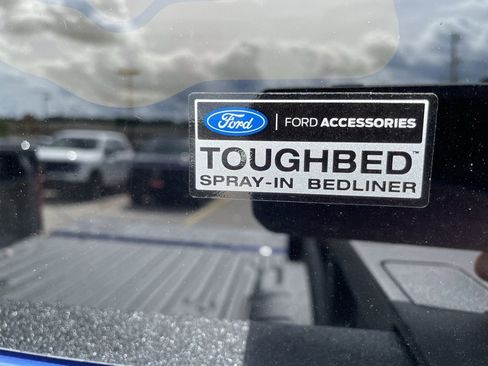 Ford | FORD ACCESSORIES
TOUGHBED™
SPRAY-IN BEDLINER